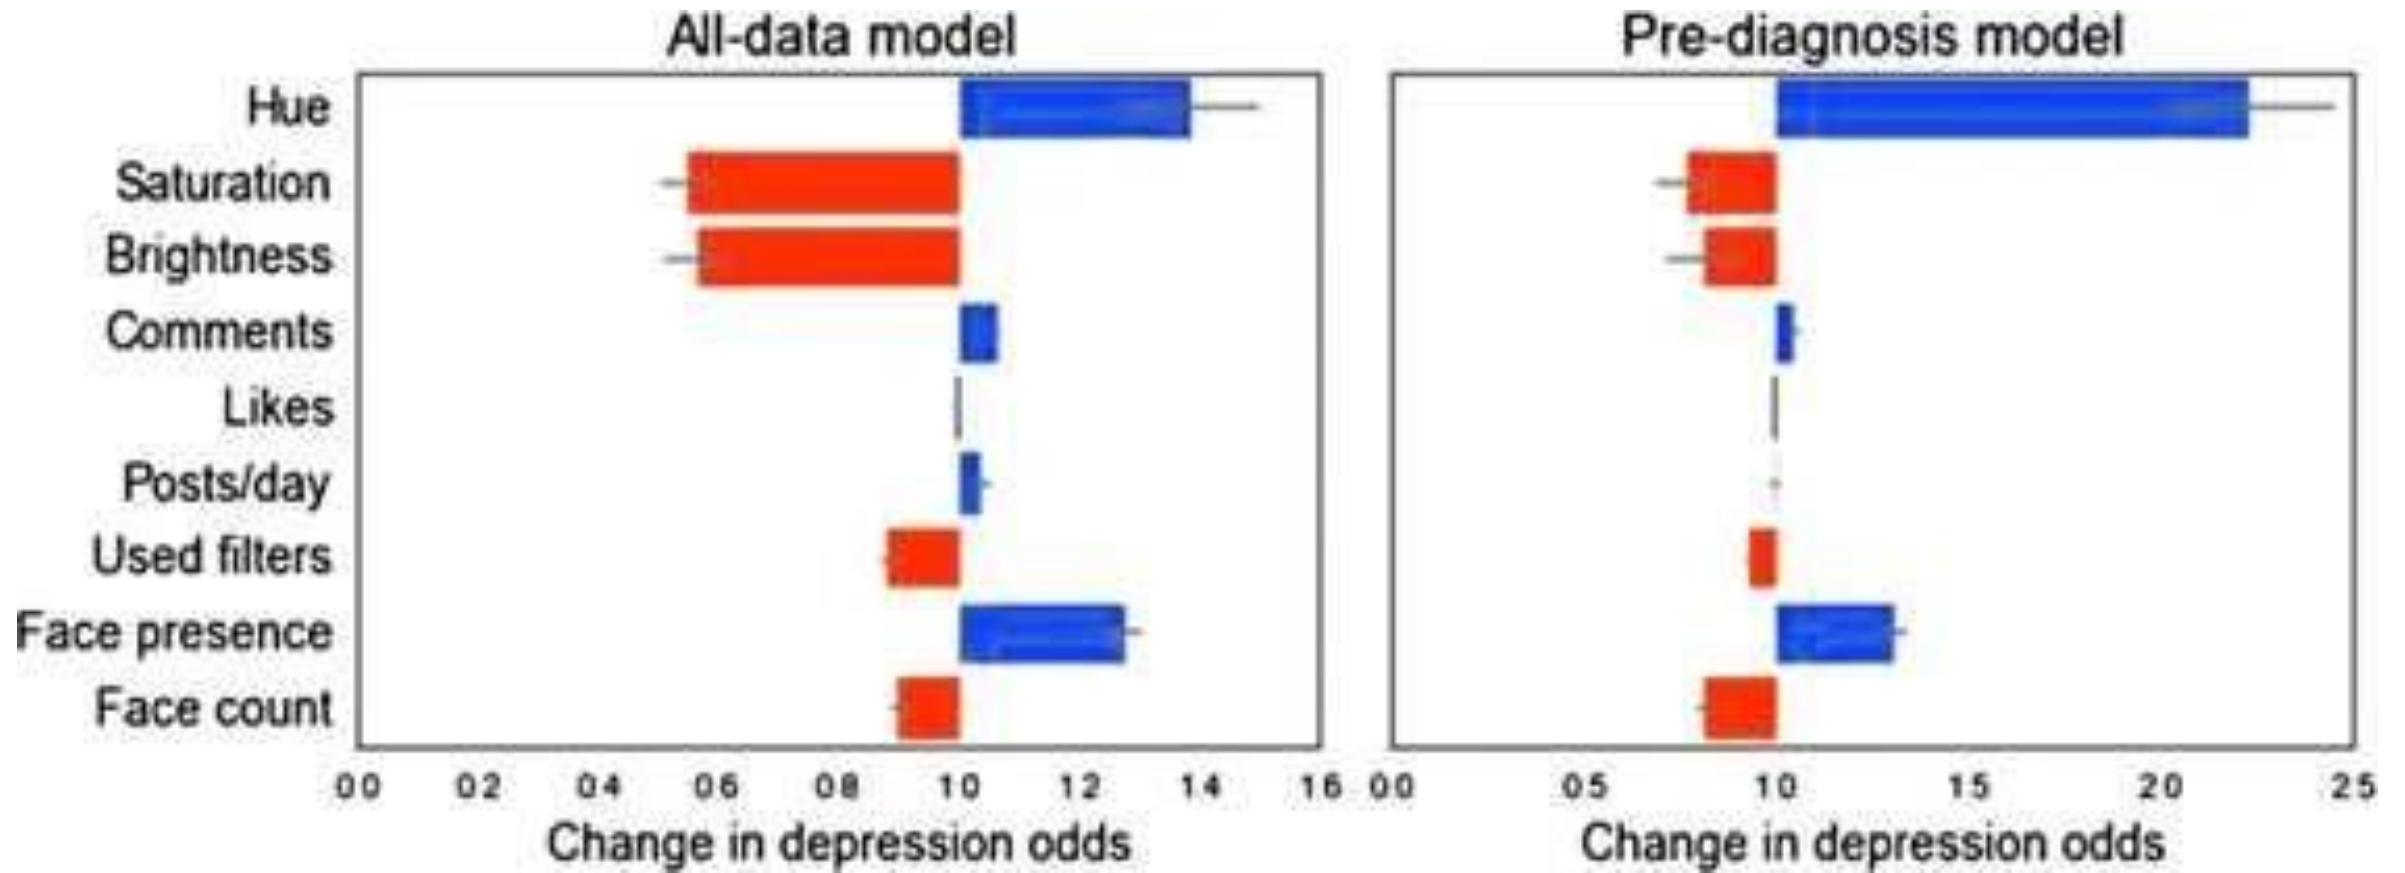 All-data model
Pre-diagnosis model
Hue
Saturation
Brightness
Comments
Likes
Posts/day
Used filters
Face presence
Face count
00 02 04 06 08 10 12 14 16
00 05 10 15 20 25
Change in depression odds
Change in depression odds